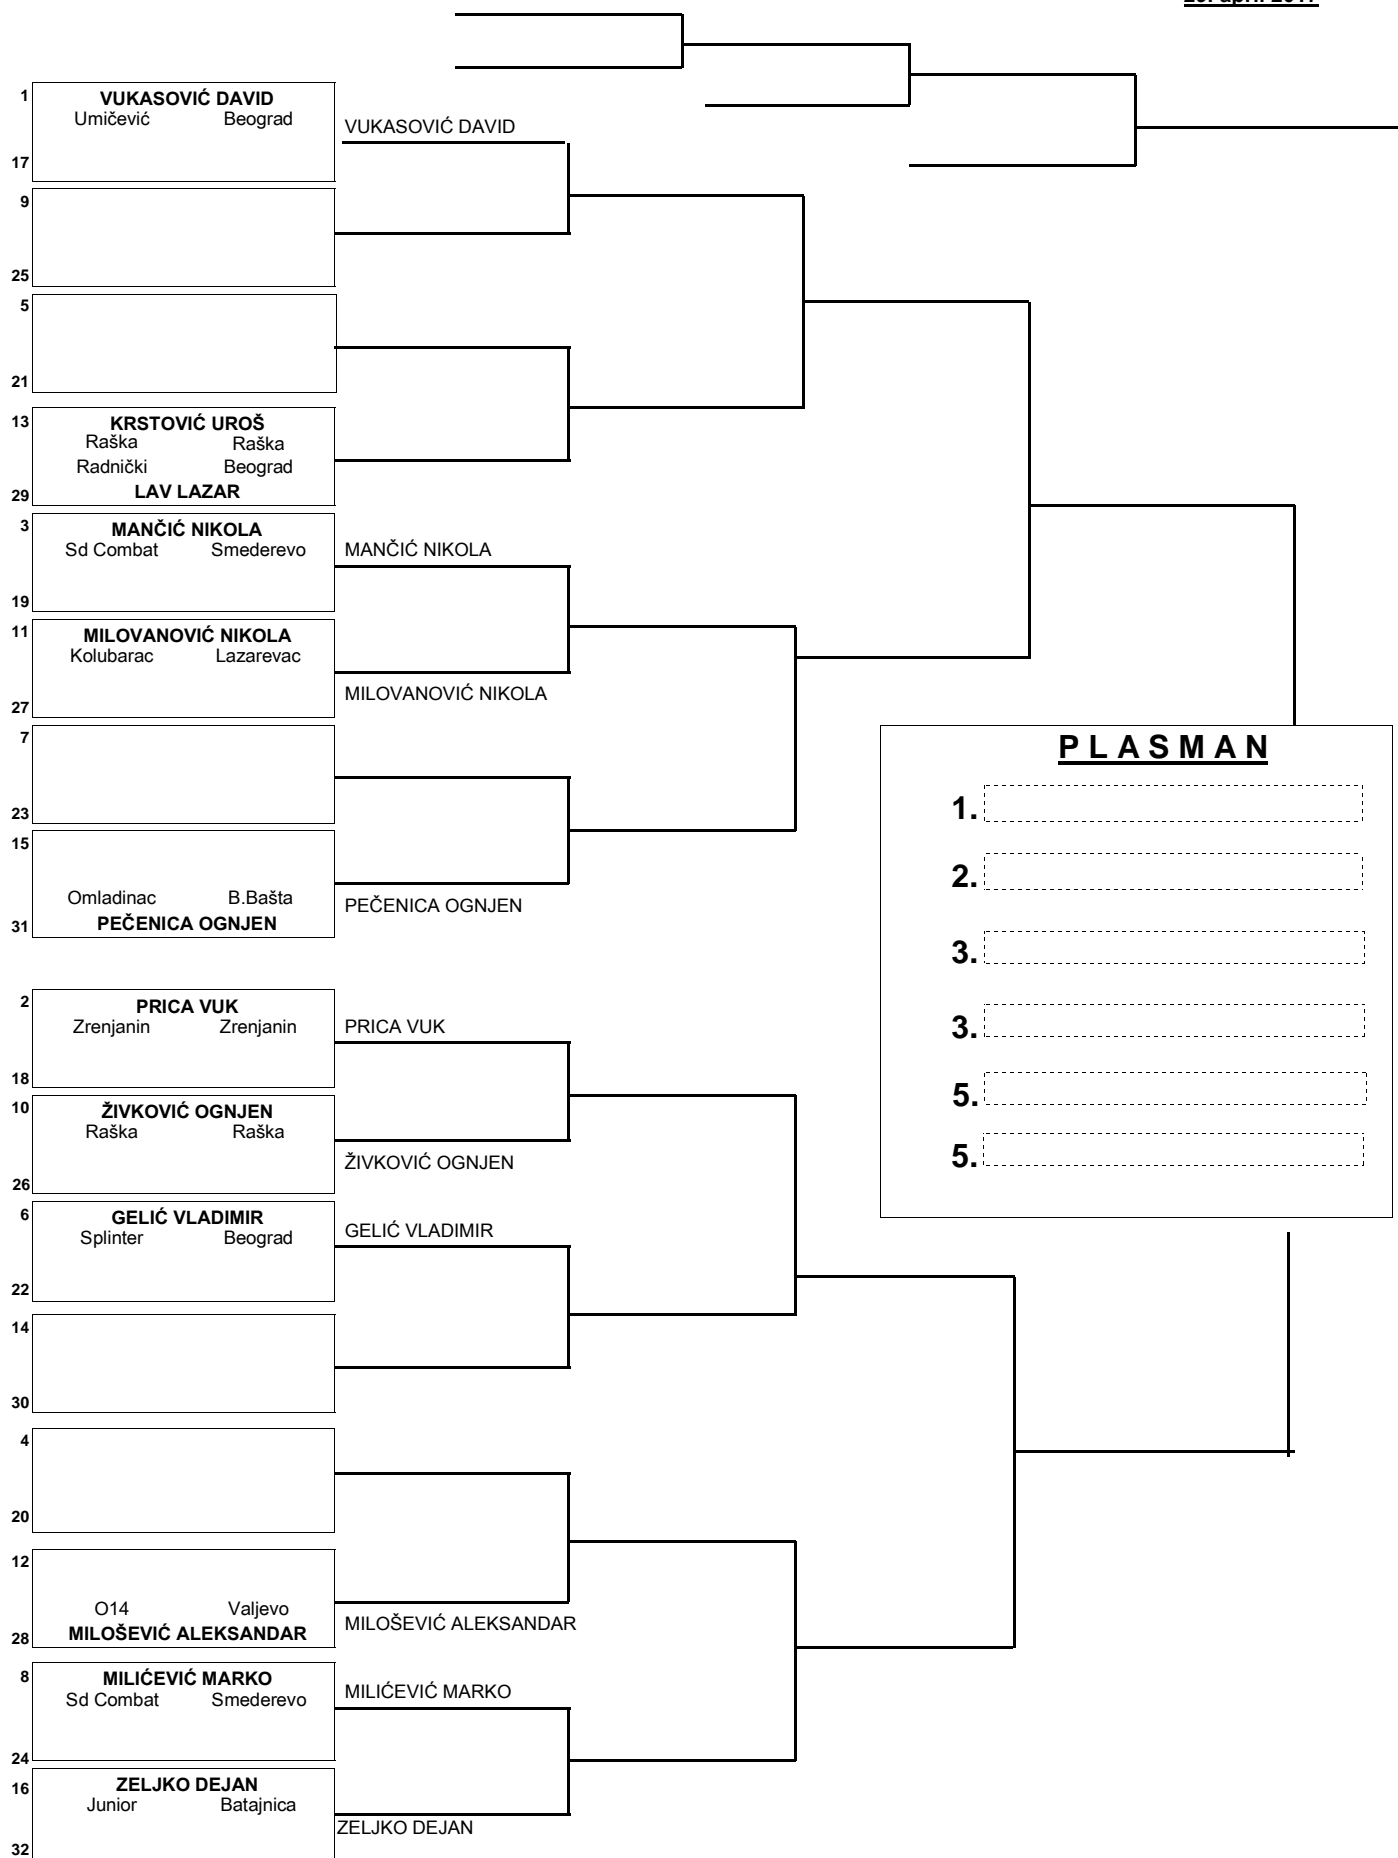 1
VUKASOVIĆ DAVID
Umičević Beograd
VUKASOVIĆ DAVID
17
9
25
5
21
13
KRSTOVIĆ UROŠ
Raška Raška
Radnički Beograd
29
LAV LAZAR
3
MANČIĆ NIKOLA
Sd Combat Smederevo
MANČIĆ NIKOLA
19
11
MILOVANOVIĆ NIKOLA
Kolubarac Lazarevac
MILOVANOVIĆ NIKOLA
27
7
23
15
Omladinac B.Bašta
PEČENICA OGNJEN
31
PEČENICA OGNJEN
PLASMAN
1.
2.
3.
3.
5.
5.
2
PRICA VUK
Zrenjanin Zrenjanin
PRICA VUK
18
10
ŽIVKOVIĆ OGNJEN
Raška Raška
ŽIVKOVIĆ OGNJEN
26
6
GELIĆ VLADIMIR
Splinter Beograd
GELIĆ VLADIMIR
22
14
30
4
20
12
O14 Valjevo
28
MILOŠEVIĆ ALEKSANDAR
MILOŠEVIĆ ALEKSANDAR
8
MILIĆEVIĆ MARKO
Sd Combat Smederevo
MILIĆEVIĆ MARKO
24
16
ZELJKO DEJAN
Junior Batajnica
ZELJKO DEJAN
32